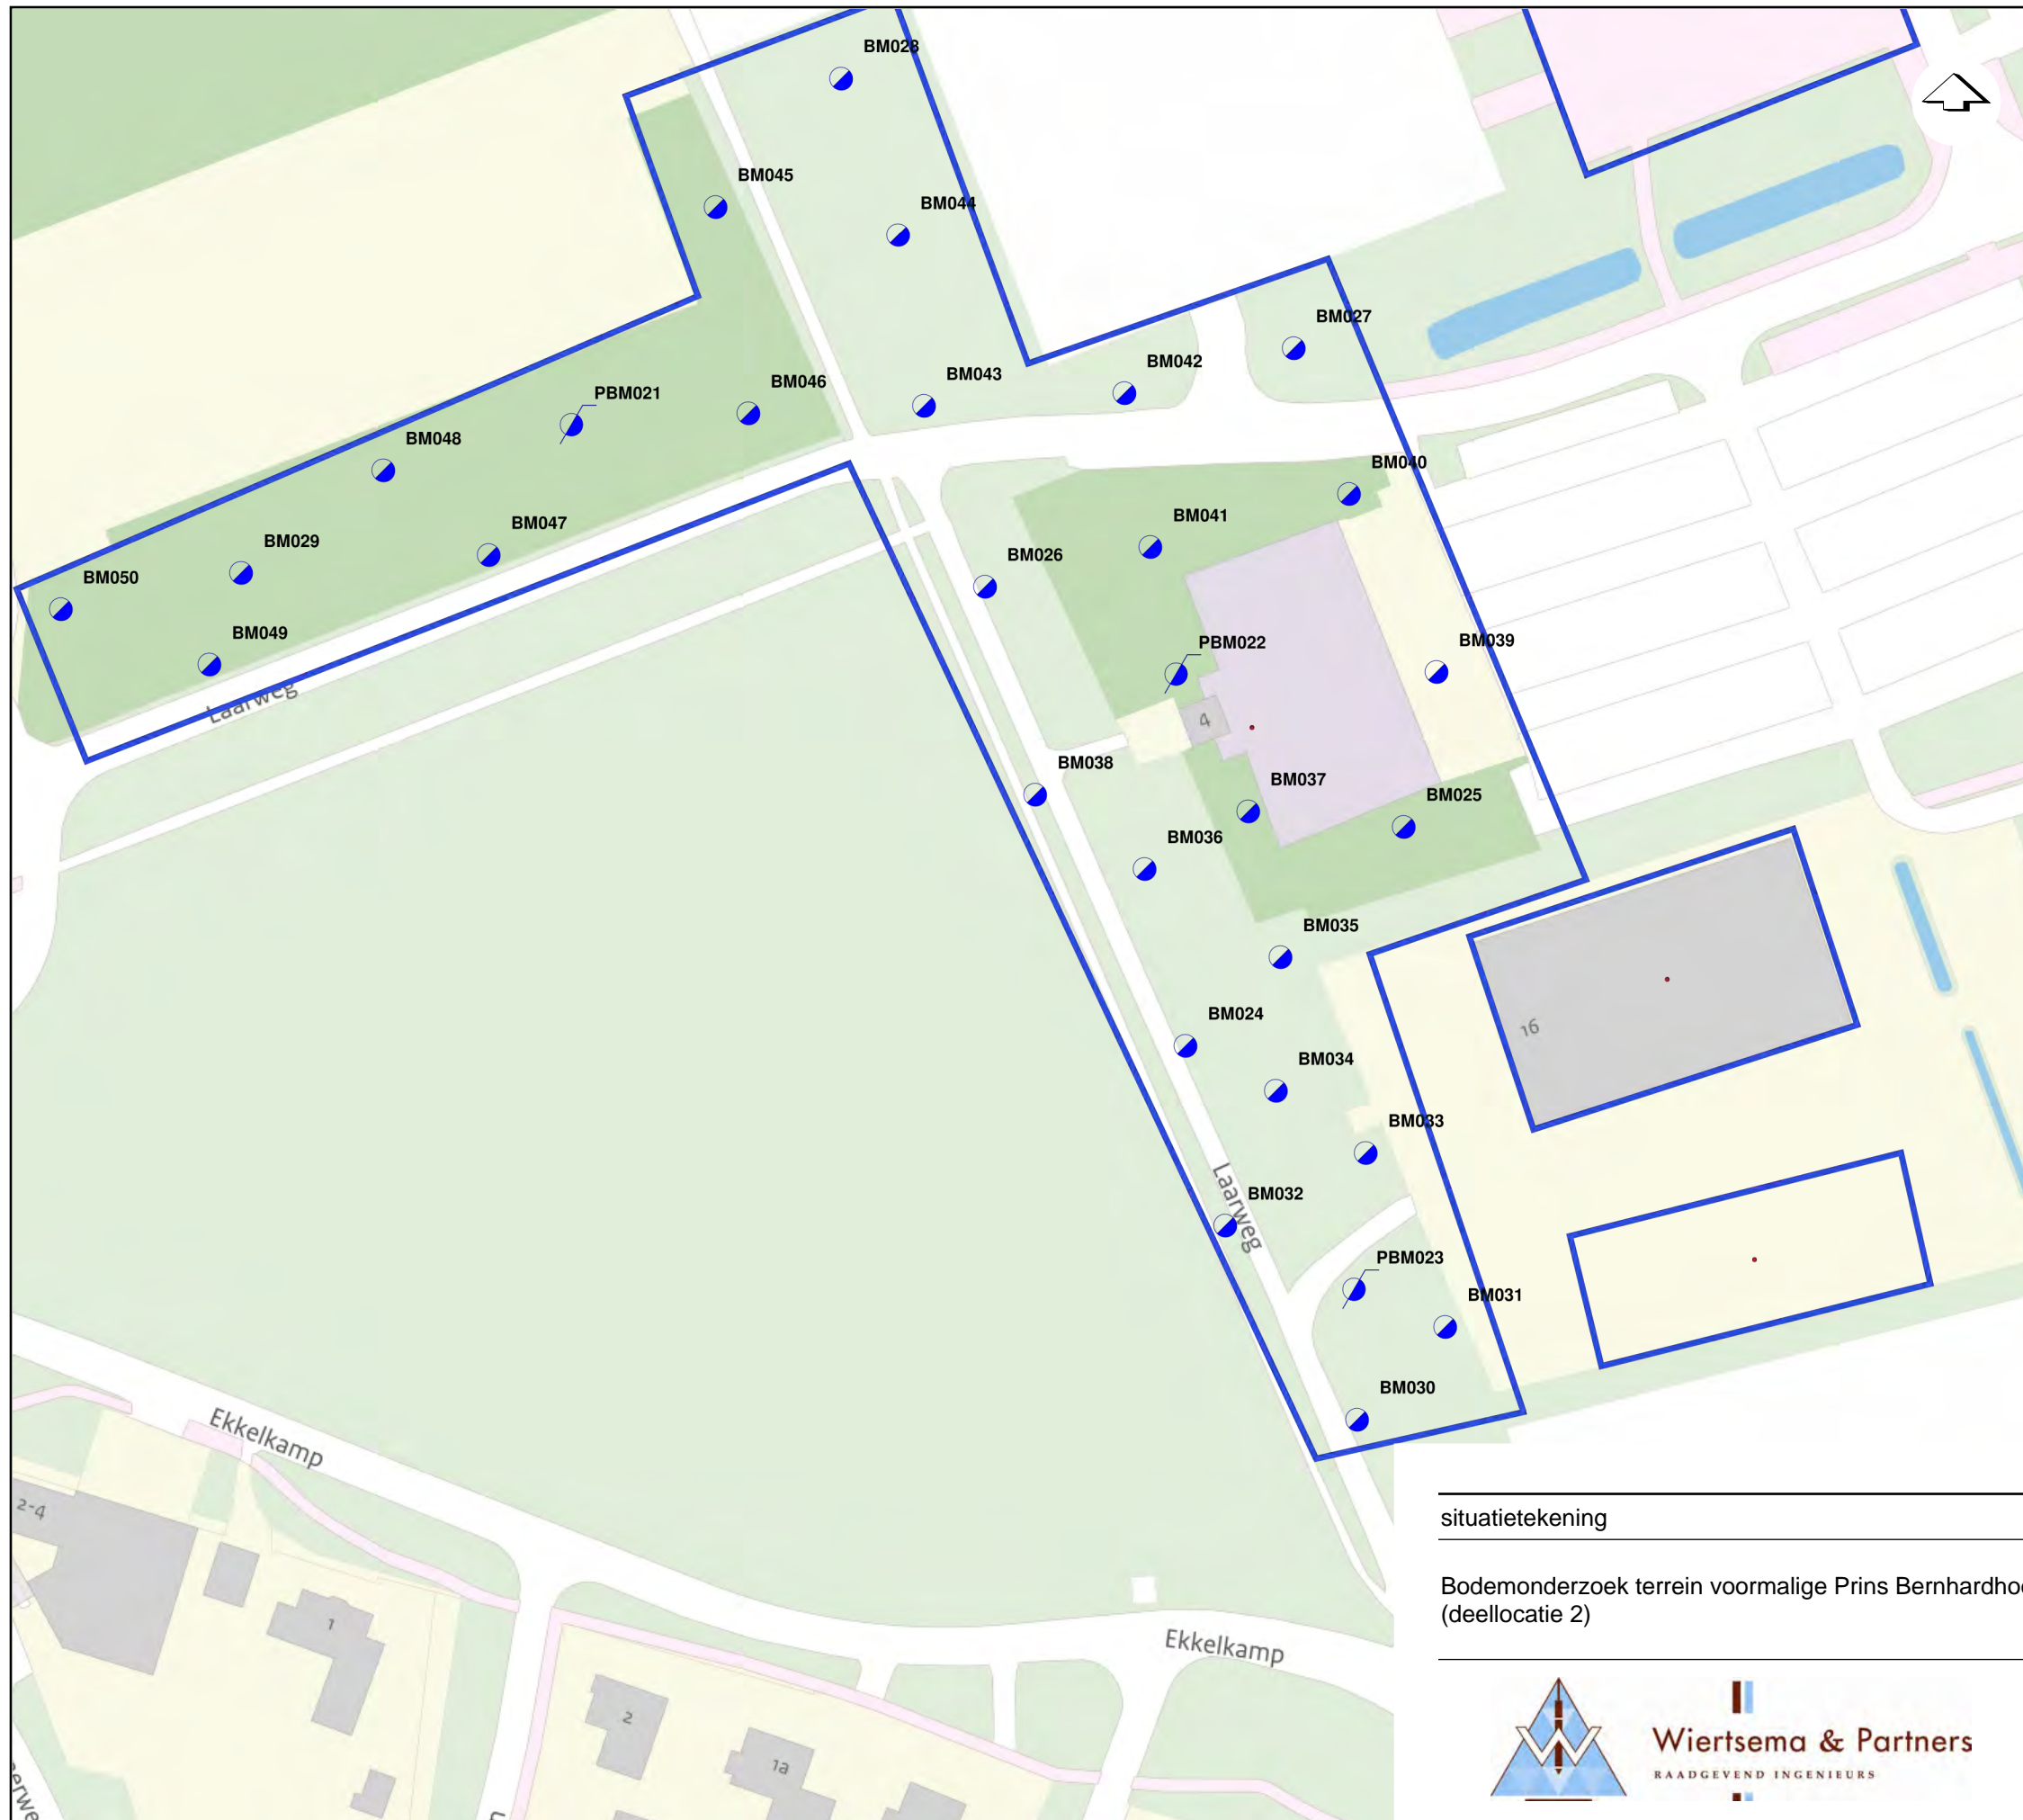 BM028
BM045
BM044
BM027
BM042
BM043
BM046
PBM021
BM048
BM040
BM041
BM047
BM029
BM026
BM050
BM049
PBM022
BM039
Laarweg
4
BM038
BM037
BM025
BM036
BM035
BM024
16
BM034
BM033
Laarweg
BM032
PBM023
BM031
BM030
Ekkelkamp
2-4
situatietekening
Bodemonderzoek terrein voormalige Prins Bernhardhoe
(deellocatie 2)
1
Ekkelkamp
2
1a
Wiertsema & Partners
RAADGEVEND INGENIEURS